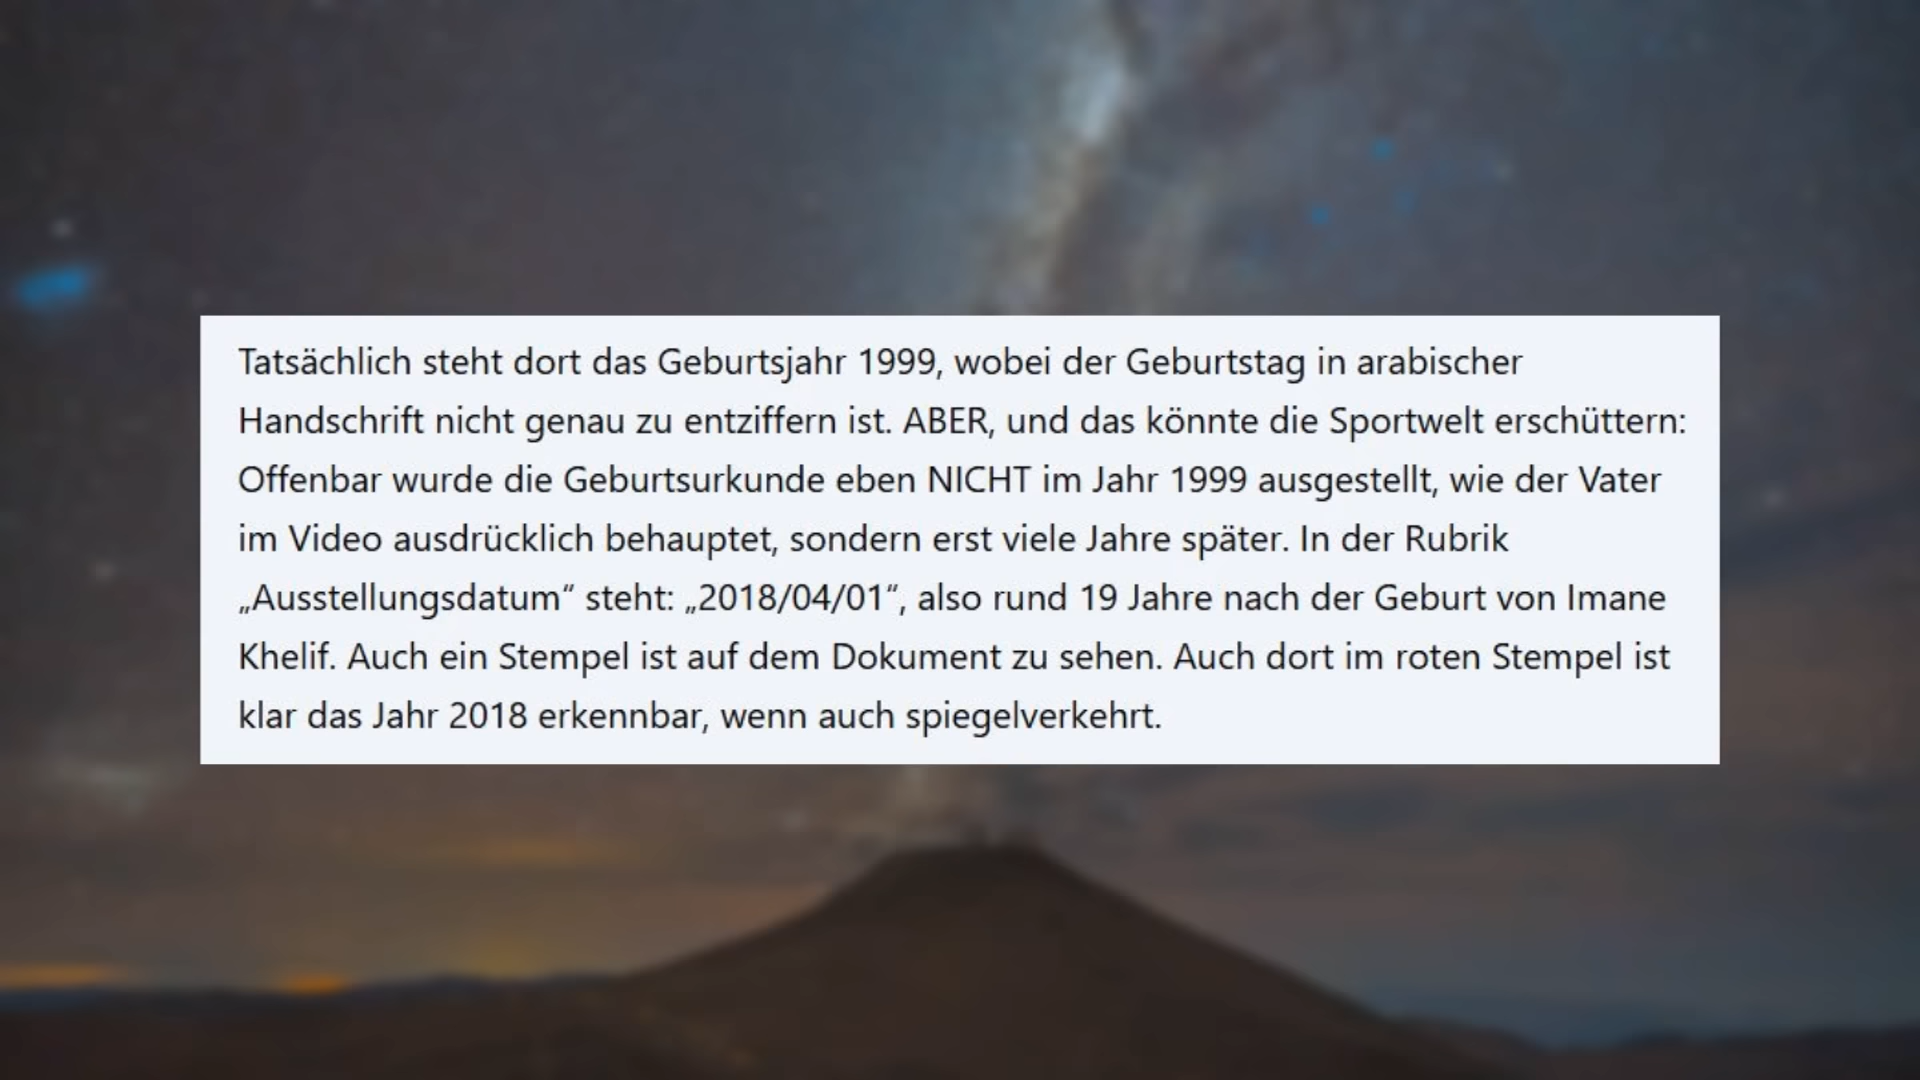 Tatsächlich steht dort das Geburtsjahr 1999, wobei der Geburtstag in arabischer
Handschrift nicht genau zu entziffern ist. ABER, und das könnte die Sportwelt erschüttern:
Offenbar wurde die Geburtsurkunde eben NICHT im Jahr 1999 ausgestellt, wie der Vater
im Video ausdrücklich behauptet, sondern erst viele Jahre später. In der Rubrik
„Ausstellungsdatum“ steht: „2018/04/01“, also rund 19 Jahre nach der Geburt von Imane
Khelif. Auch ein Stempel ist auf dem Dokument zu sehen. Auch dort im roten Stempel ist
klar das Jahr 2018 erkennbar, wenn auch spiegelverkehrt.